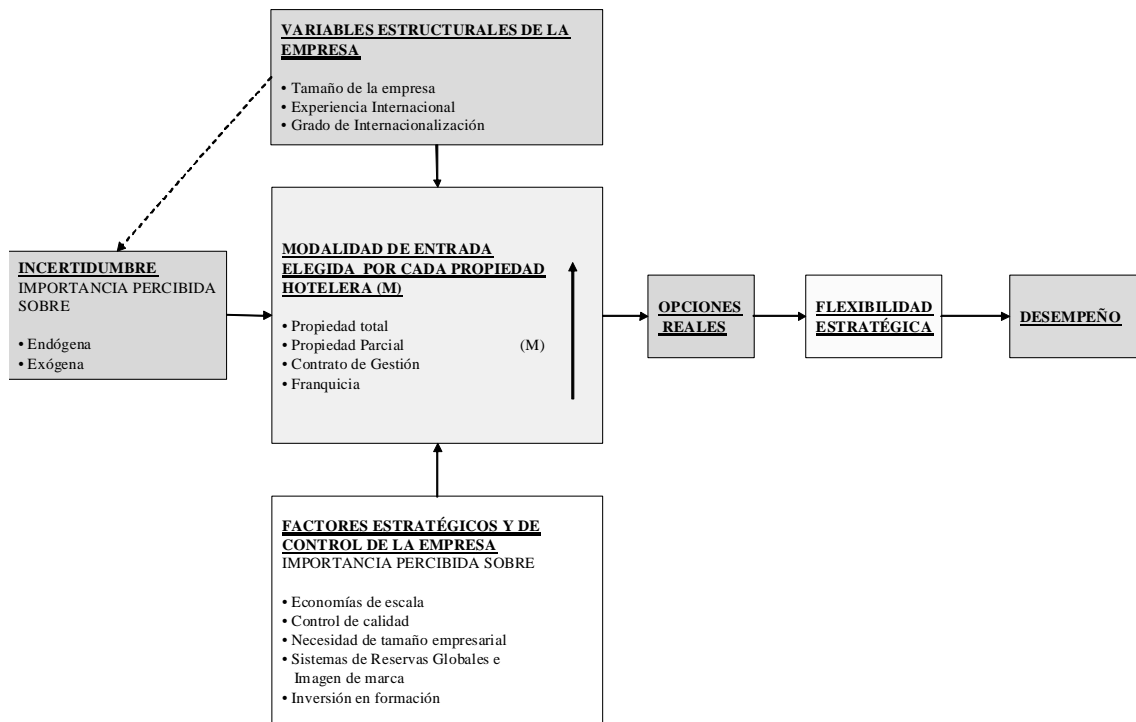 VARIABLES ESTRUCTURALES DE LA
EMPRESA
• Tamaño de la empresa
• Experiencia Internacional
• Grado de Internacionalización
INCERTIDUMBRE
IMPORTANCIA PERCIBIDA
SOBRE
• Endógena
• Exógena
MODALIDAD DE ENTRADA
ELEGIDA POR CADA PROPIEDAD
HOTELERA (M)
• Propiedad total
• Propiedad Parcial (M)
• Contrato de Gestión
• Franquicia
OPCIONES
REALES
FLEXIBILIDAD
ESTRATÉGICA
DESEMPEÑO
FACTORES ESTRATÉGICOS Y DE
CONTROL DE LA EMPRESA
IMPORTANCIA PERCIBIDA SOBRE
• Economías de escala
• Control de calidad
• Necesidad de tamaño empresarial
• Sistemas de Reservas Globales e
Imagen de marca
• Inversión en formación